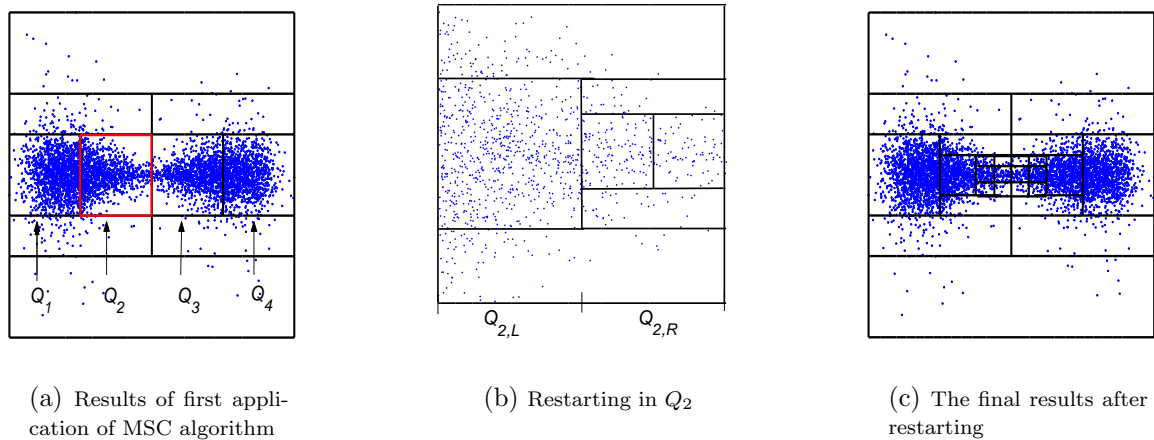 Q1 Q2 Q3 Q4
Q2,L Q2,R
(a) Results of first appli-
cation of MSC algorithm
(b) Restarting in Q2
(c) The final results after
restarting